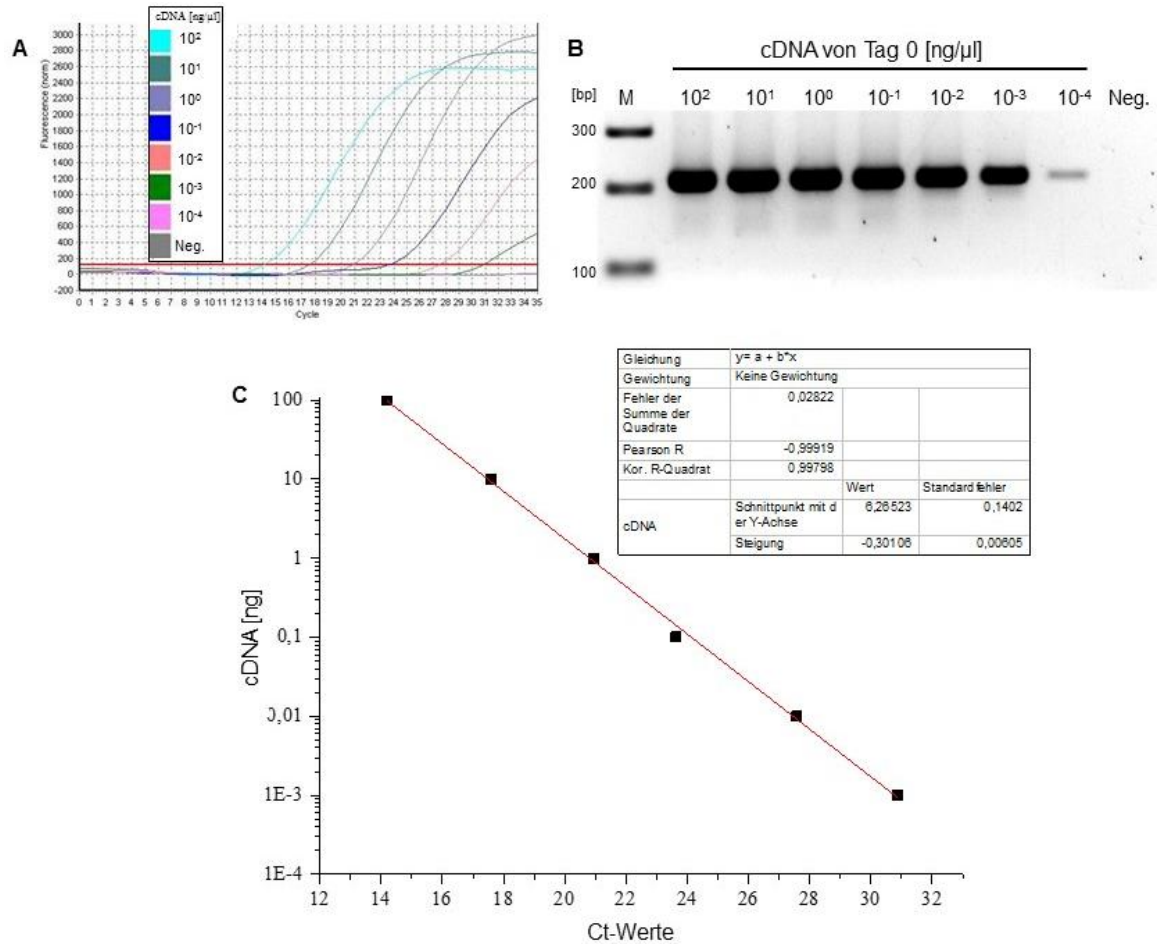 A
cDNA [ng/µl]
10²
10¹
10⁰
10⁻¹
10⁻²
10⁻³
10⁻⁴
Neg.
Fluorescence (norm)
3000
2800
2600
2400
2200
2000
1800
1600
1400
1200
1000
800
600
400
200
0
-200
0 1 2 3 4 5 6 7 8 9 10 11 12 13 14 15 16 17 18 19 20 21 22 23 24 25 26 27 28 29 30 31 32 33 34 35
Cycle
B
cDNA von Tag 0 [ng/µl]
[bp] M 10² 10¹ 10⁰ 10⁻¹ 10⁻² 10⁻³ 10⁻⁴ Neg.
300
200
100
C
cDNA [ng]
100
10
1
0,1
0,01
1E-3
1E-4
12 14 16 18 20 22 24 26 28 30 32
Ct-Werte
Gleichung y= a + b*x
Gewichtung Keine Gewichtung
Fehler der
Summe der
Quadrate
0,02822
Pearson R -0,99919
Kor. R-Quadrat 0,99798
Wert Standardfehler
cDNA
Schnittpunkt mit d
er Y-Achse
6,26523 0,1402
Steigung -0,30106 0,00605